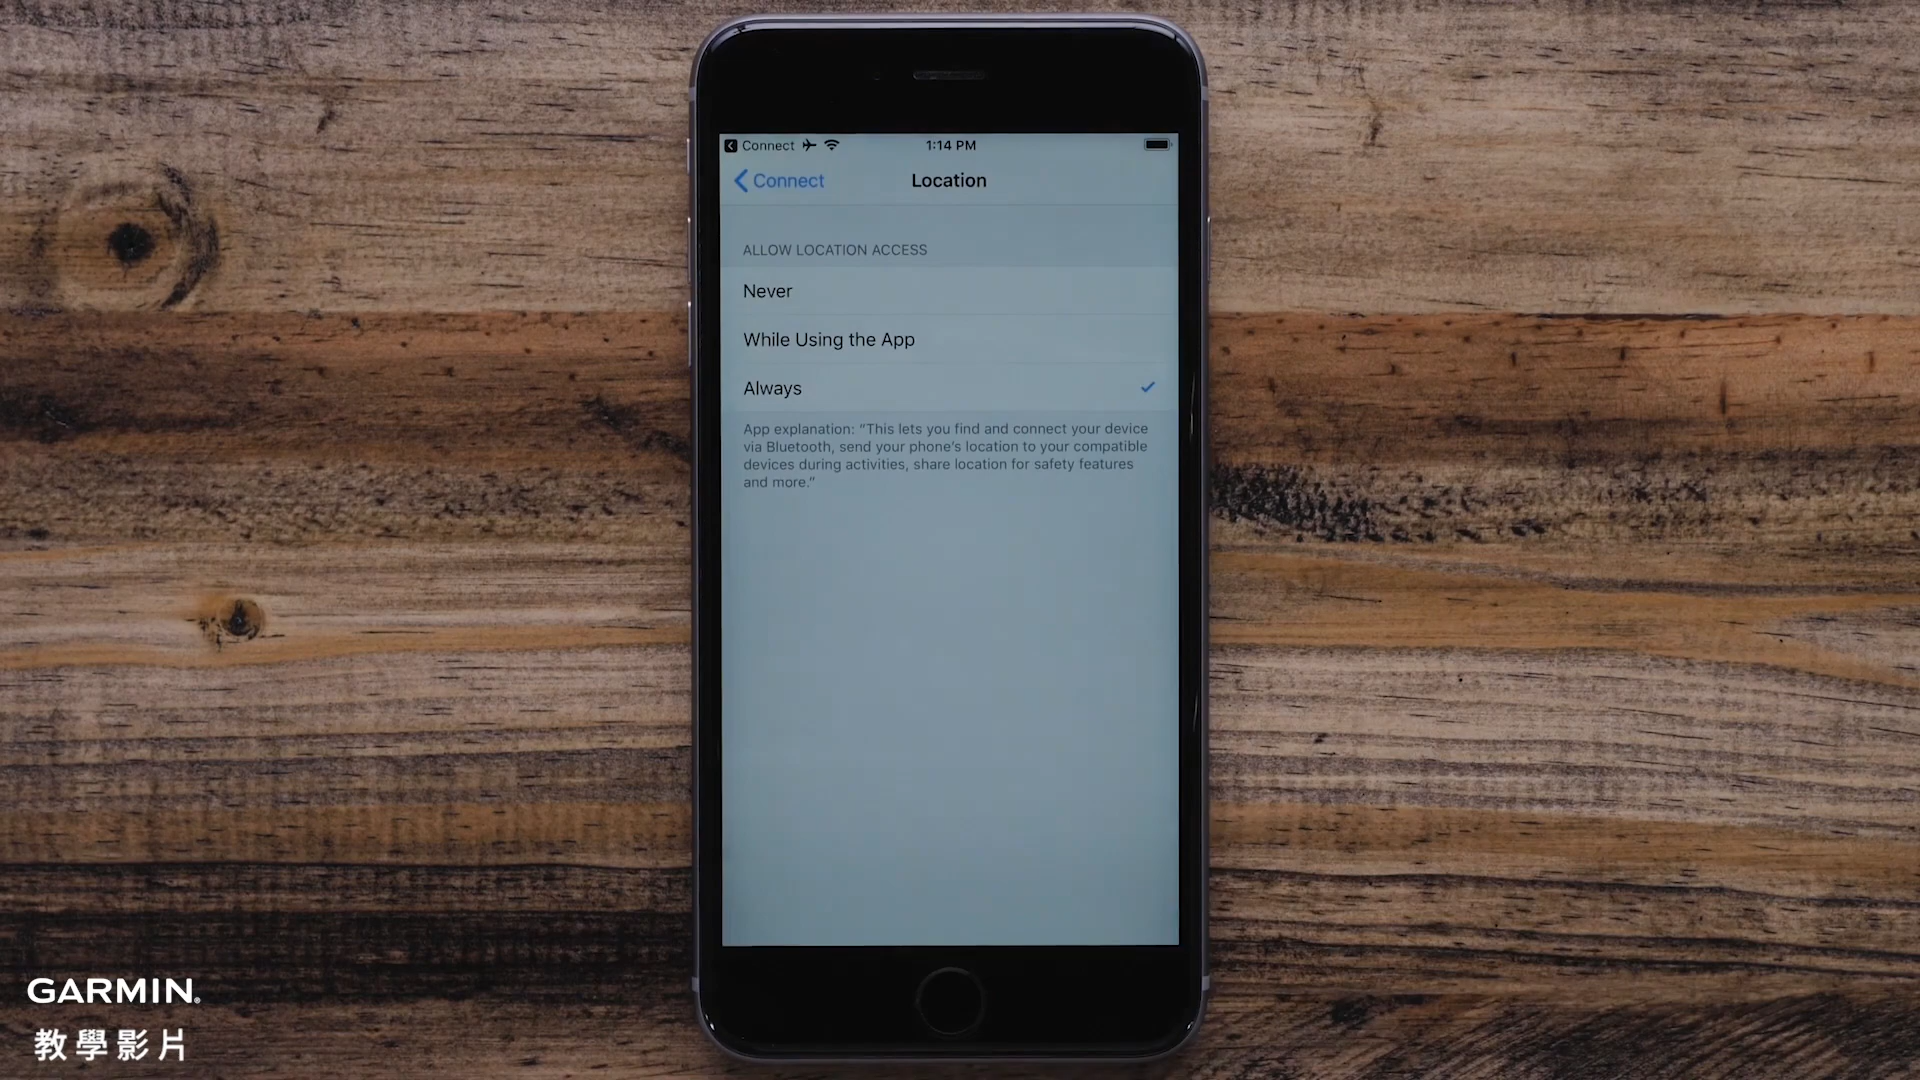 Connect 1:14 PM
Connect Location
ALLOW LOCATION ACCESS
Never
While Using the App
Always
App explanation: “This lets you find and connect your device
via Bluetooth, send your phone’s location to your compatible
devices during activities, share location for safety features
and more.”
GARMIN®
教學影片